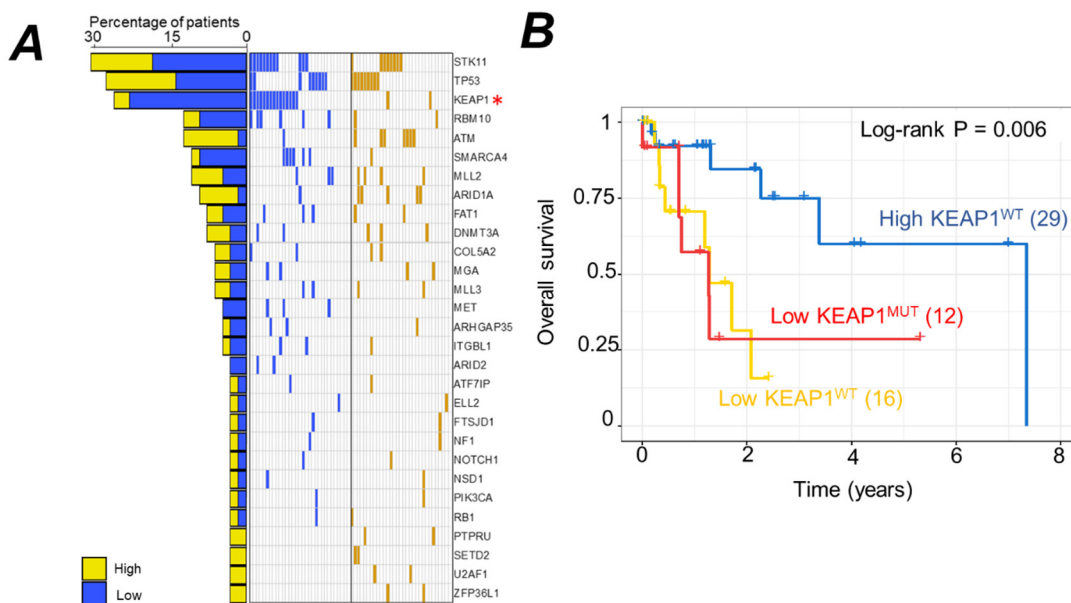 A
Percentage of patients
30 15 0
STK11
TP53
KEAP1 *
RBM10
ATM
SMARCA4
MLL2
ARID1A
FAT1
DNMT3A
COL5A2
MGA
MLL3
MET
ARHGAP35
ITGBL1
ARID2
ATF7IP
ELL2
FTSJD1
NF1
NOTCH1
NSD1
PIK3CA
RB1
PTPRU
SETD2
U2AF1
ZFP36L1
High
Low
B
Log-rank P = 0.006
Overall survival
1
0.75
0.5
0.25
0
High KEAP1WT (29)
Low KEAP1MUT (12)
Low KEAP1WT (16)
0 2 4 6 8
Time (years)